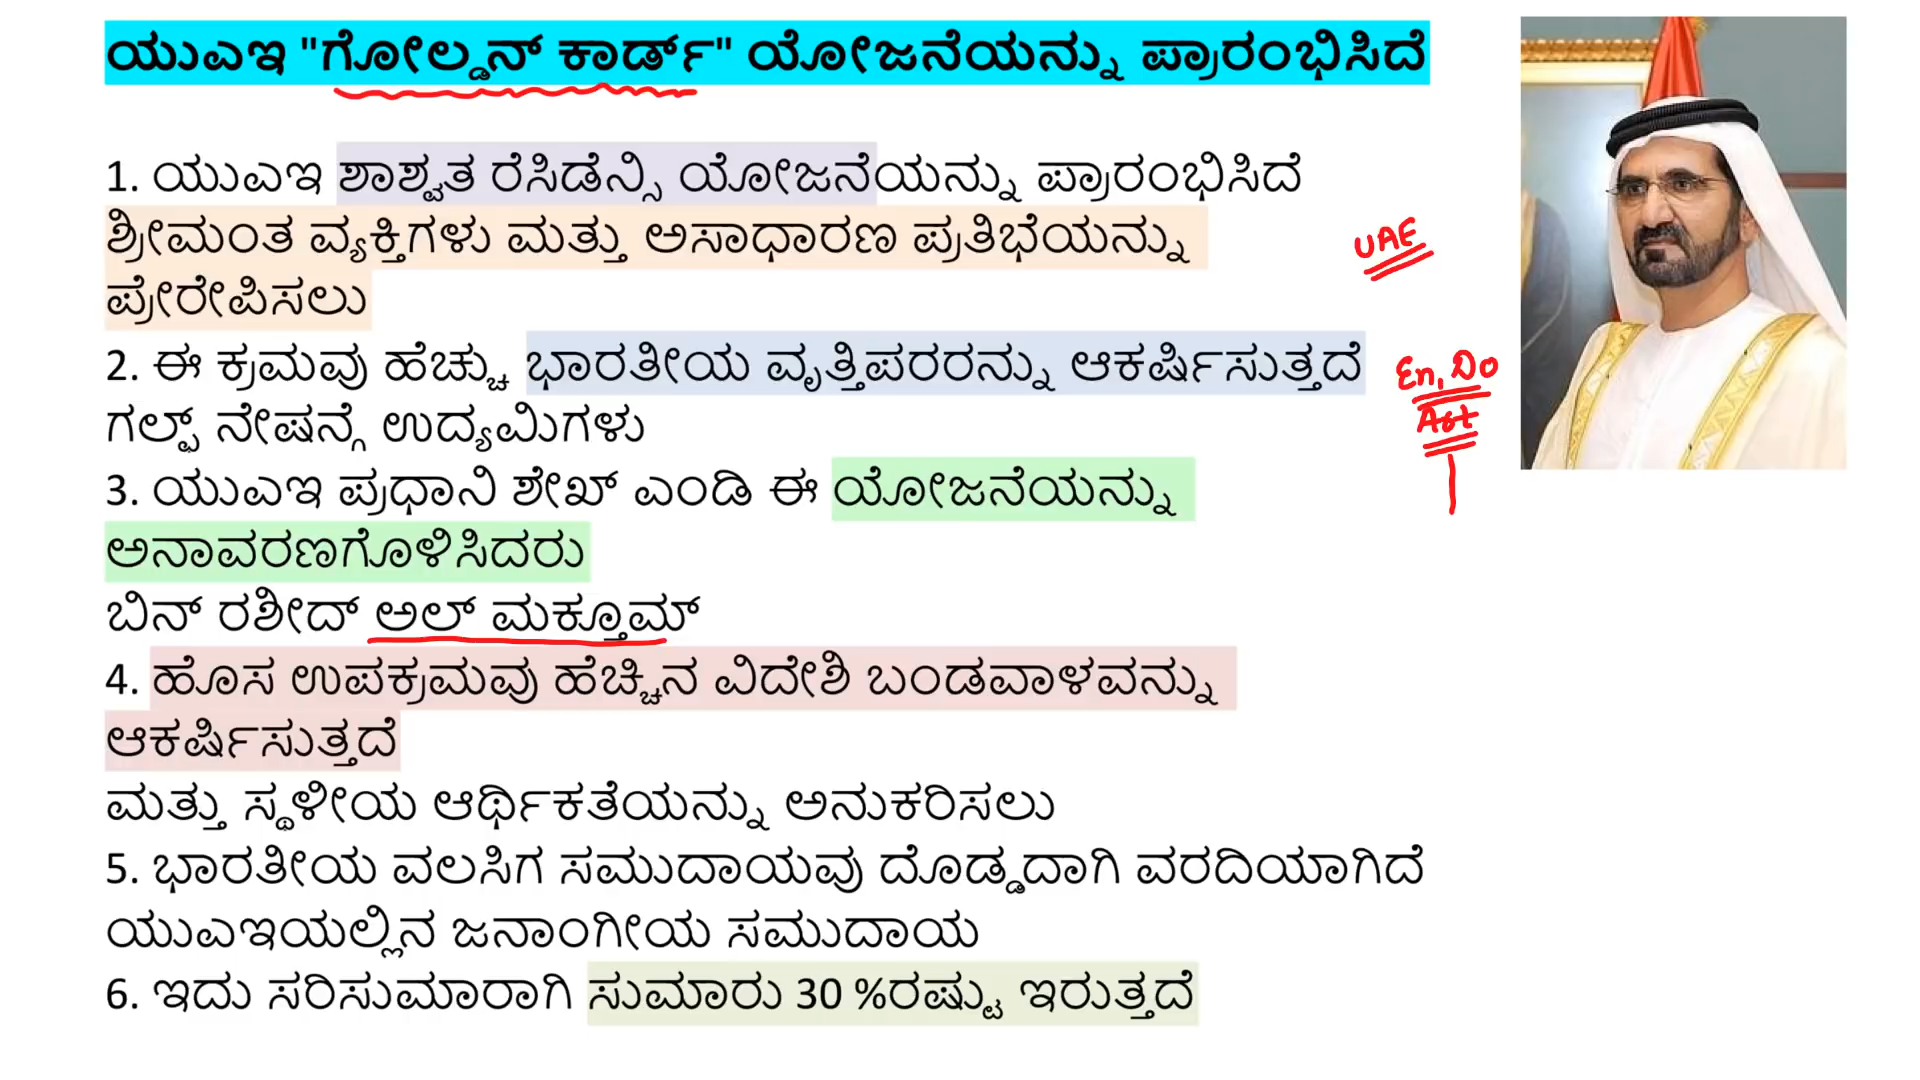 ಯುಎಇ "ಗೋಲ್ಡನ್ ಕಾರ್ಡ್" ಯೋಜನೆಯನ್ನು ಪ್ರಾರಂಭಿಸಿದೆ
1. ಯುಎಇ ಶಾಶ್ವತ ರೆಸಿಡೆನ್ಸಿ ಯೋಜನೆಯನ್ನು ಪ್ರಾರಂಭಿಸಿದೆ
ಶ್ರೀಮಂತ ವ್ಯಕ್ತಿಗಳು ಮತ್ತು ಅಸಾಧಾರಣ ಪ್ರತಿಭೆಯನ್ನು
ಪ್ರೇರೇಪಿಸಲು
UAE
2. ಈ ಕ್ರಮವು ಹೆಚ್ಚು ಭಾರತೀಯ ವೃತ್ತಿಪರರನ್ನು ಆಕರ್ಷಿಸುತ್ತದೆ
En, Do
ಗಲ್ಫ್ ನೇಷನ್ಗೆ ಉದ್ಯಮಿಗಳು
3. ಯುಎಇ ಪ್ರಧಾನಿ ಶೇಖ್ ಎಂಡಿ ಈ ಯೋಜನೆಯನ್ನು
ಅನಾವರಣಗೊಳಿಸಿದರು
ಬಿನ್ ರಶೀದ್ ಅಲ್ ಮಕ್ತೂಮ್
4. ಹೊಸ ಉಪಕ್ರಮವು ಹೆಚ್ಚಿನ ವಿದೇಶಿ ಬಂಡವಾಳವನ್ನು
ಆಕರ್ಷಿಸುತ್ತದೆ
ಮತ್ತು ಸ್ಥಳೀಯ ಆರ್ಥಿಕತೆಯನ್ನು ಅನುಕರಿಸಲು
5. ಭಾರತೀಯ ವಲಸಿಗ ಸಮುದಾಯವು ದೊಡ್ಡದಾಗಿ ವರದಿಯಾಗಿದೆ
ಯುಎಇಯಲ್ಲಿನ ಜನಾಂಗೀಯ ಸಮುದಾಯ
6. ಇದು ಸರಿಸುಮಾರಾಗಿ ಸುಮಾರು 30 %ರಷ್ಟು ಇರುತ್ತದೆ